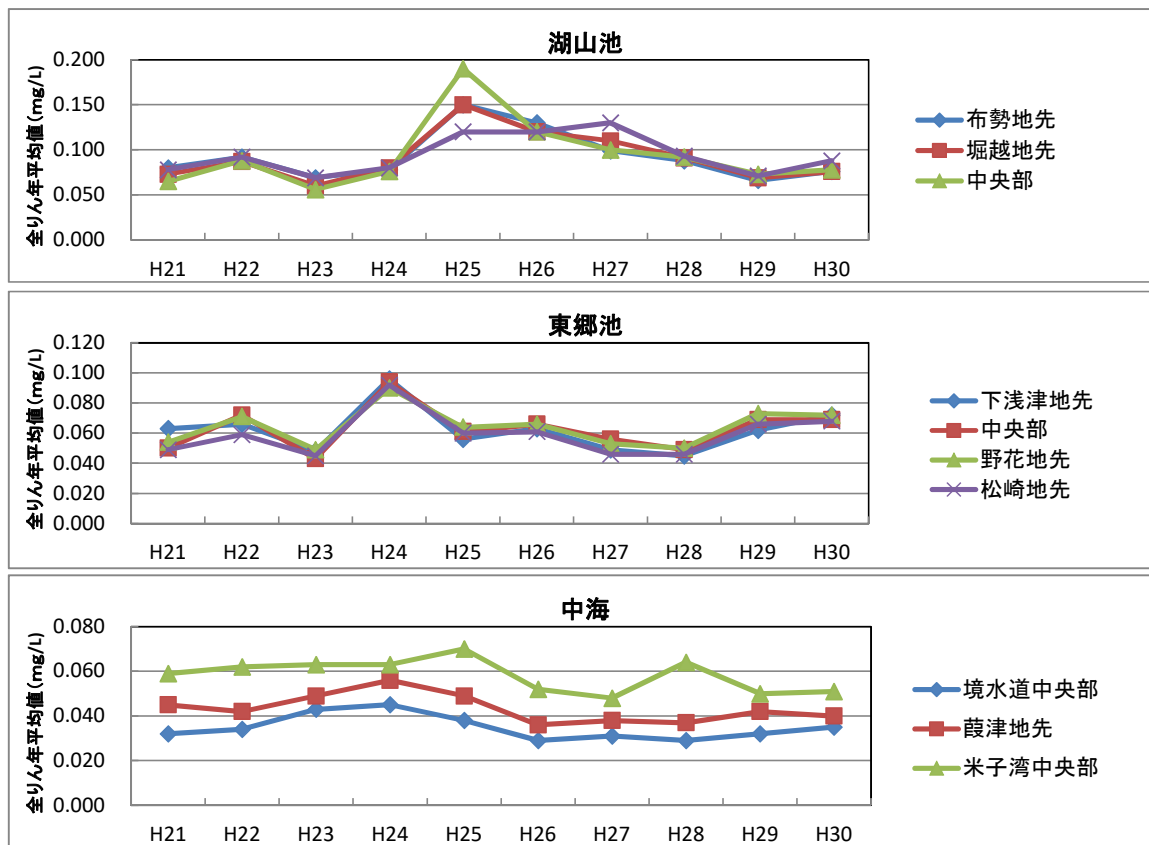 湖山池
全りん年平均値(mg/L)
0.200
0.150
0.100
0.050
0.000
H21 H22 H23 H24 H25 H26 H27 H28 H29 H30
布勢地先
堀越地先
中央部
東郷池
全りん年平均値(mg/L)
0.120
0.100
0.080
0.060
0.040
0.020
0.000
H21 H22 H23 H24 H25 H26 H27 H28 H29 H30
下浅津地先
中央部
野花地先
松崎地先
中海
全りん年平均値(mg/L)
0.080
0.060
0.040
0.020
0.000
H21 H22 H23 H24 H25 H26 H27 H28 H29 H30
境水道中央部
葭津地先
米子湾中央部